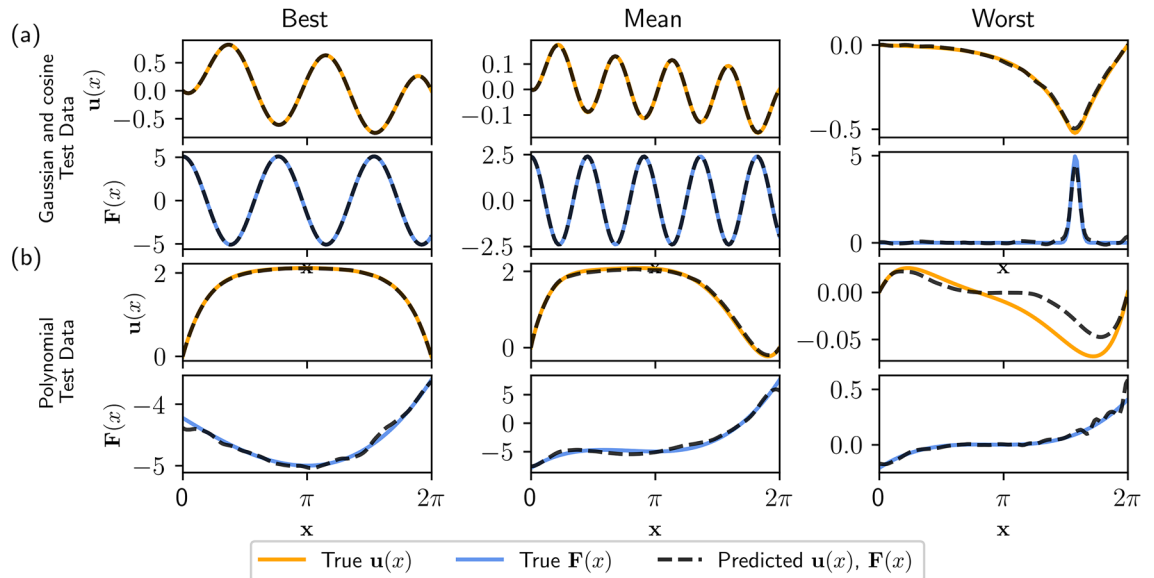 Best Mean Worst
(a)
Gaussian and cosine
Test Data
u(x)
0.5
0.0
−0.5
0.1
0.0
−0.1
0.0
−0.5
F(x)
5
0
−5
2.5
0.0
−2.5
5
0
x x x
(b)
Polynomial
Test Data
u(x)
2
0
2
0
0.00
−0.05
F(x)
−4
−5
5
0
−5
0.5
0.0
0 π 2π 0 π 2π 0 π 2π
x x x
True u(x) True F(x) Predicted u(x), F(x)